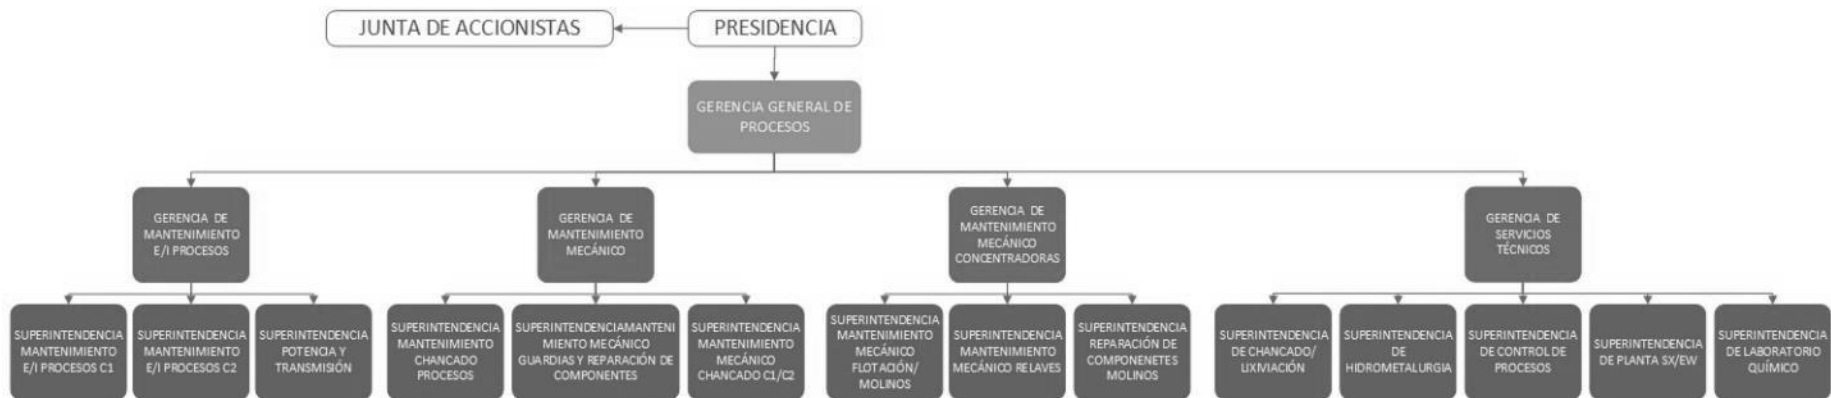 JUNTA DE ACCIONISTAS
PRESIDENCIA
GERENCIA GENERAL DE
PROCESOS
GERENCIA DE
MANTENIMIENTO
E/I PROCESOS
GERENCIA DE
MANTENIMIENTO
MECÁNICO
GERENCIA DE
MANTENIMIENTO
MECÁNICO
CONCENTRADORAS
GERENCIA DE
SERVICIOS
TÉCNICOS
SUPERINTENDENCIA
MANTENIMIENTO
E/I PROCESOS C1
SUPERINTENDENCIA
MANTENIMIENTO
E/I PROCESOS C2
SUPERINTENDENCIA
POTENCIA Y
TRANSMISIÓN
SUPERINTENDENCIA
MANTENIMIENTO
CHANCADO
PROCESOS
SUPERINTENDENCIAMANTENI
MIENTO MECÁNICO
GUARDIAS Y REPARACIÓN DE
COMPONENTES
SUPERINTENDENCIA
MANTENIMIENTO
MECÁNICO
CHANCADO C1/C2
SUPERINTENDENCIA
MANTENIMIENTO
MECÁNICO
FLOTACIÓN/
MOLINOS
SUPERINTENDENCIA
MANTENIMIENTO
MECÁNICO RELAVES
SUPERINTENDENCIA
REPARACIÓN DE
COMPONENETES
MOLINOS
SUPERINTENDENCIA
DE CHANCADO/
LIXIVIACIÓN
SUPERINTENDENCIA
DE
HIDROMETALURGIA
SUPERINTENDENCIA
DE CONTROL DE
PROCESOS
SUPERINTENDENCIA
DE PLANTA SX/EW
SUPERINTENDENCIA
DE LABORATORIO
QUÍMICO